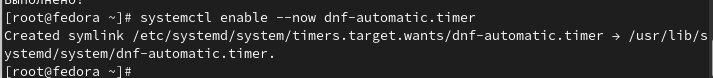 Выполнено!
[root@fedora ~]# systemctl enable --now dnf-automatic.timer
Created symlink /etc/systemd/system/timers.target.wants/dnf-automatic.timer → /usr/lib/s
ystemd/system/dnf-automatic.timer.
[root@fedora ~]#